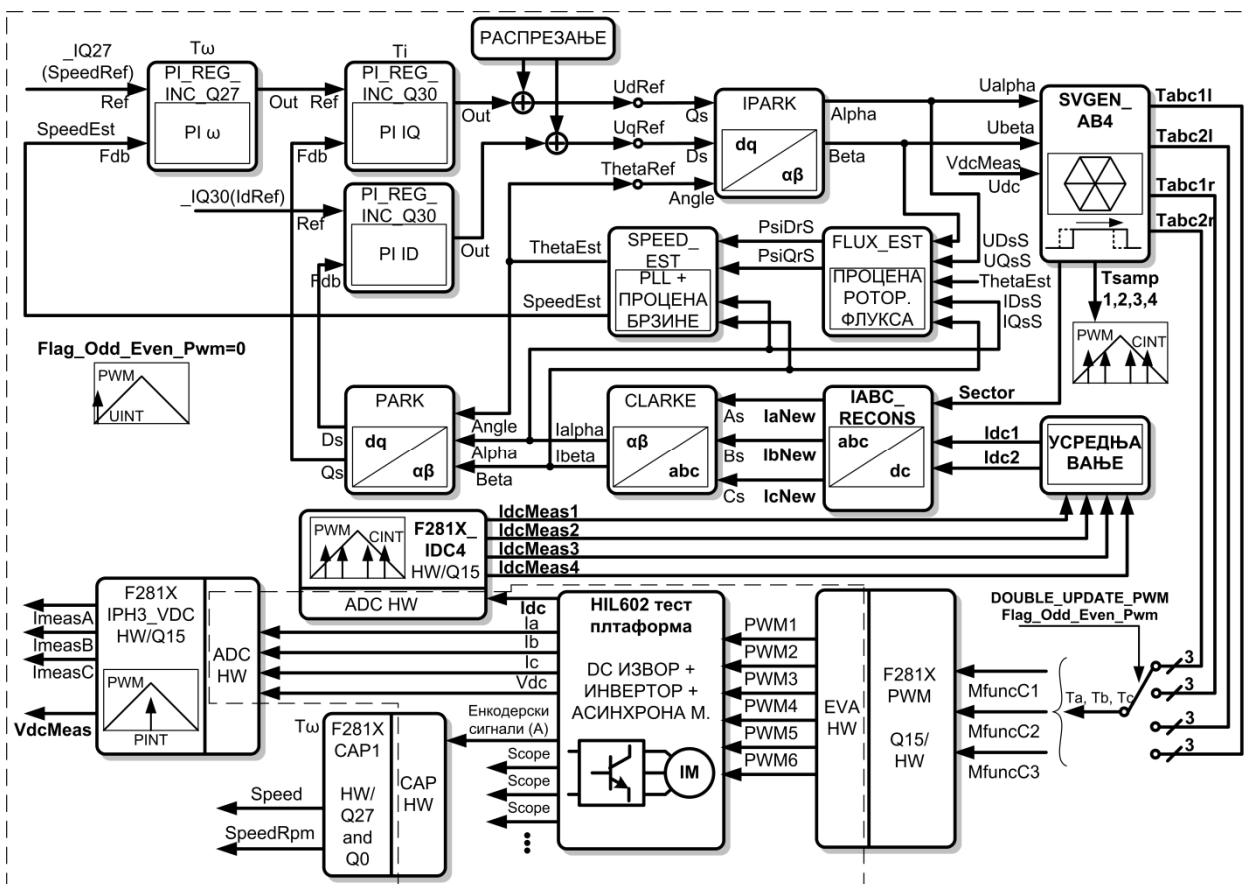 _IQ27
(SpeedRef)
Ref
SpeedEst
Fdb
Tω
PI_REG_
INC_Q27
PI ω
Out
Ref
Ti
PI_REG_
INC_Q30
PI IQ
Fdb
Out
РАСПРЕЗАЊЕ
_IQ30(IdRef)
Ref
PI_REG_
INC_Q30
PI ID
Fdb
Out
UdRef
UqRef
ThetaRef
Qs
Ds
Angle
IPARK
dq
αβ
Alpha
Beta
Ualpha
Ubeta
VdcMeas
Udc
SVGEN_
AB4
Tabc1l
Tabc2l
Tabc1r
Tabc2r
Tsamp
1,2,3,4
PWM
CINT
ThetaEst
SpeedEst
SPEED_
EST
PLL +
ПРОЦЕНА
БРЗИНЕ
PsiDrS
PsiQrS
FLUX_EST
ПРОЦЕНА
РОТОР.
ФЛУКСА
UDsS
UQsS
ThetaEst
IDsS
IQsS
Flag_Odd_Even_Pwm=0
PWM
UINT
PARK
dq
αβ
Ds
Qs
Angle
Alpha
Beta
Ialpha
Ibeta
CLARKE
αβ
abc
As
Bs
Cs
IaNew
IbNew
IcNew
IABC_
RECONS
abc
dc
Sector
Idc1
Idc2
УСРЕДЊА
ВАЊЕ
PWM
CINT
F281X_
IDC4
HW/Q15
ADC HW
IdcMeas1
IdcMeas2
IdcMeas3
IdcMeas4
ImeasA
ImeasB
ImeasC
VdcMeas
F281X
IPH3_VDC
HW/Q15
PWM
PINT
ADC
HW
Idc
Ia
Ib
Ic
Vdc
Енкодерски
сигнали (А)
Scope
Scope
Scope
Tω
F281X
CAP1
HW/
Q27
and
Q0
CAP
HW
Speed
SpeedRpm
HIL602 тест
плтаформа
DC ИЗВОР +
ИНВЕРТОР +
АСИНХРОНА М.
IM
PWM1
PWM2
PWM3
PWM4
PWM5
PWM6
EVA
HW
F281X
PWM
Q15/
HW
MfuncC1
MfuncC2
MfuncC3
DOUBLE_UPDATE_PWM
Flag_Odd_Even_Pwm
Ta, Tb, Tc
3
3
3
3